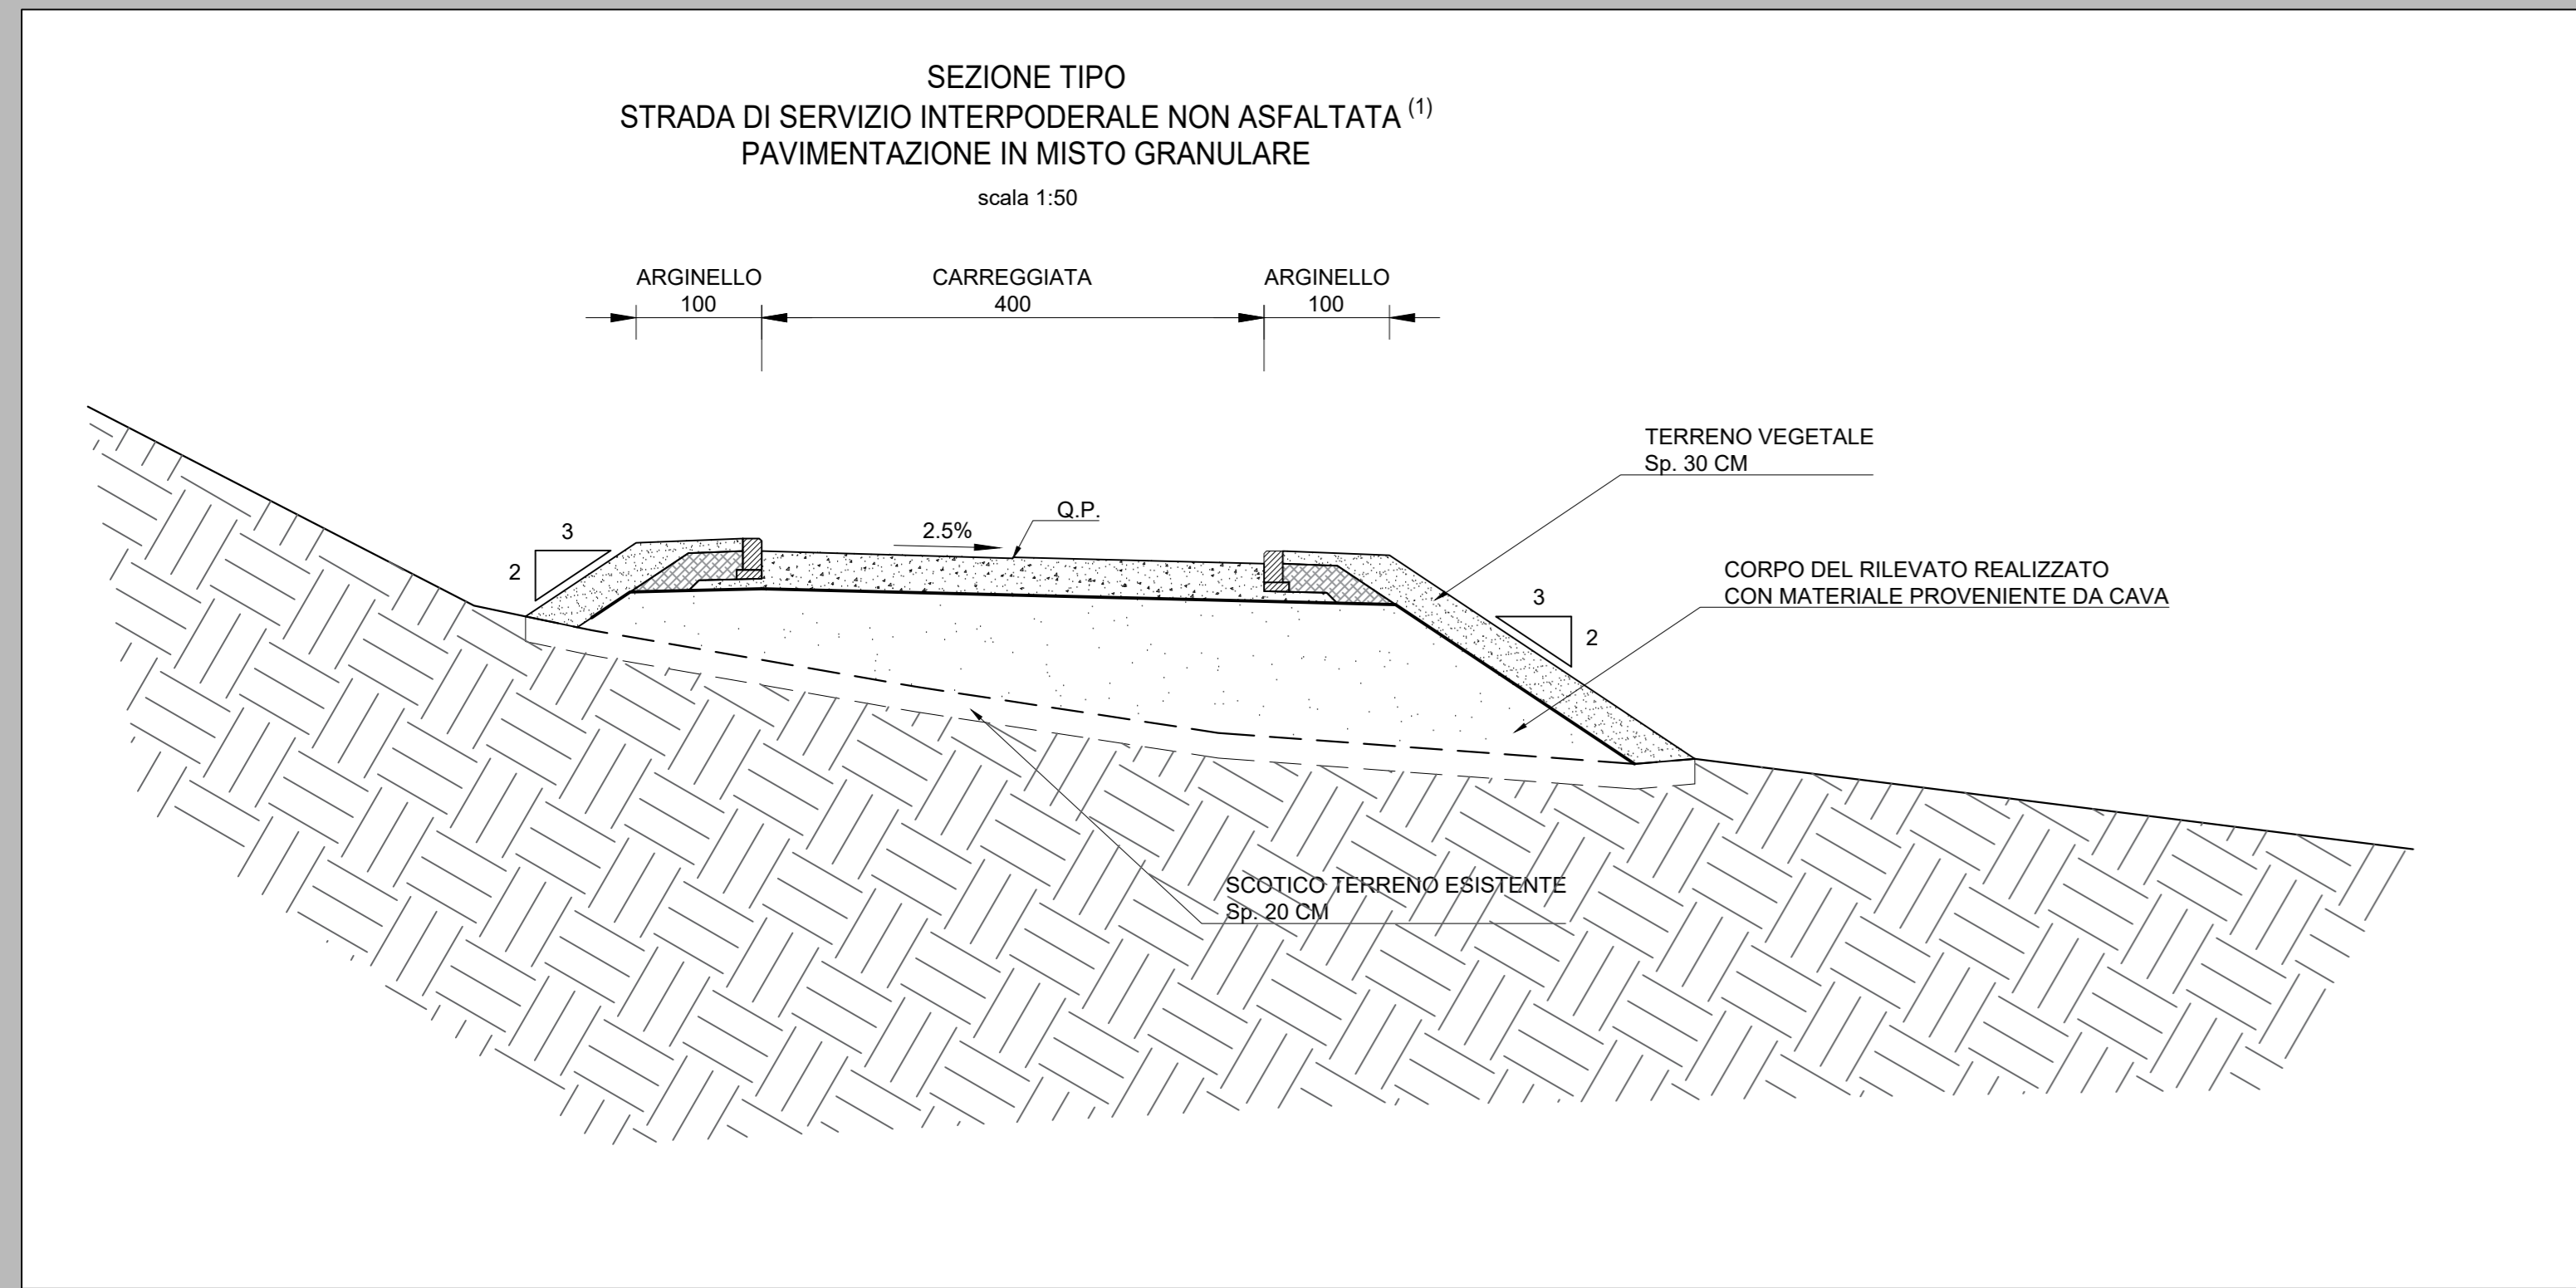 SEZIONE TIPO
STRADA DI SERVIZIO INTERPODERALE NON ASFALTATA (1)
PAVIMENTAZIONE IN MISTO GRANULARE
scala 1:50
ARGINELLO
100
CARREGGIATA
400
ARGINELLO
100
TERRENO VEGETALE
Sp. 30 CM
Q.P.
2.5%
3
2
CORPO DEL RILEVATO REALIZZATO
CON MATERIALE PROVENIENTE DA CAVA
3
2
SCOTICO TERRENO ESISTENTE
Sp. 20 CM